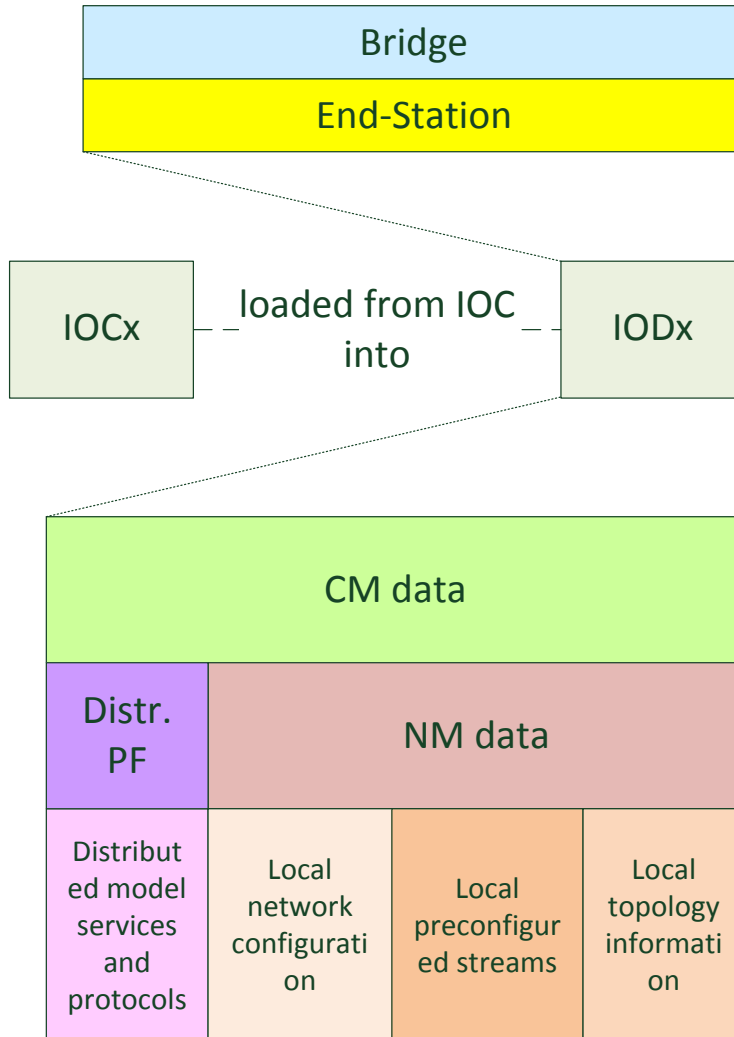 Bridge
End-Station
IOCx
loaded from IOC
into
IODx
CM data
Distr.
PF
NM data
Distribut
ed model
services
and
protocols
Local
network
configurati
on
Local
preconfigur
ed streams
Local
topology
informati
on